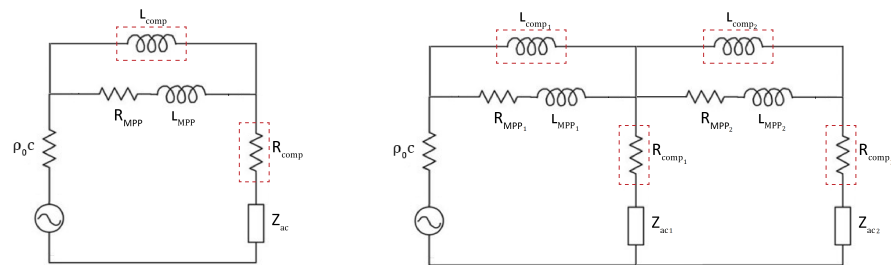 L_comp
R_MPP
L_MPP
ρ₀c
R_comp
Z_ac
L_comp₁
L_comp₂
R_MPP₁
L_MPP₁
R_MPP₂
L_MPP₂
ρ₀c
R_comp₁
R_comp
Z_ac1
Z_ac2